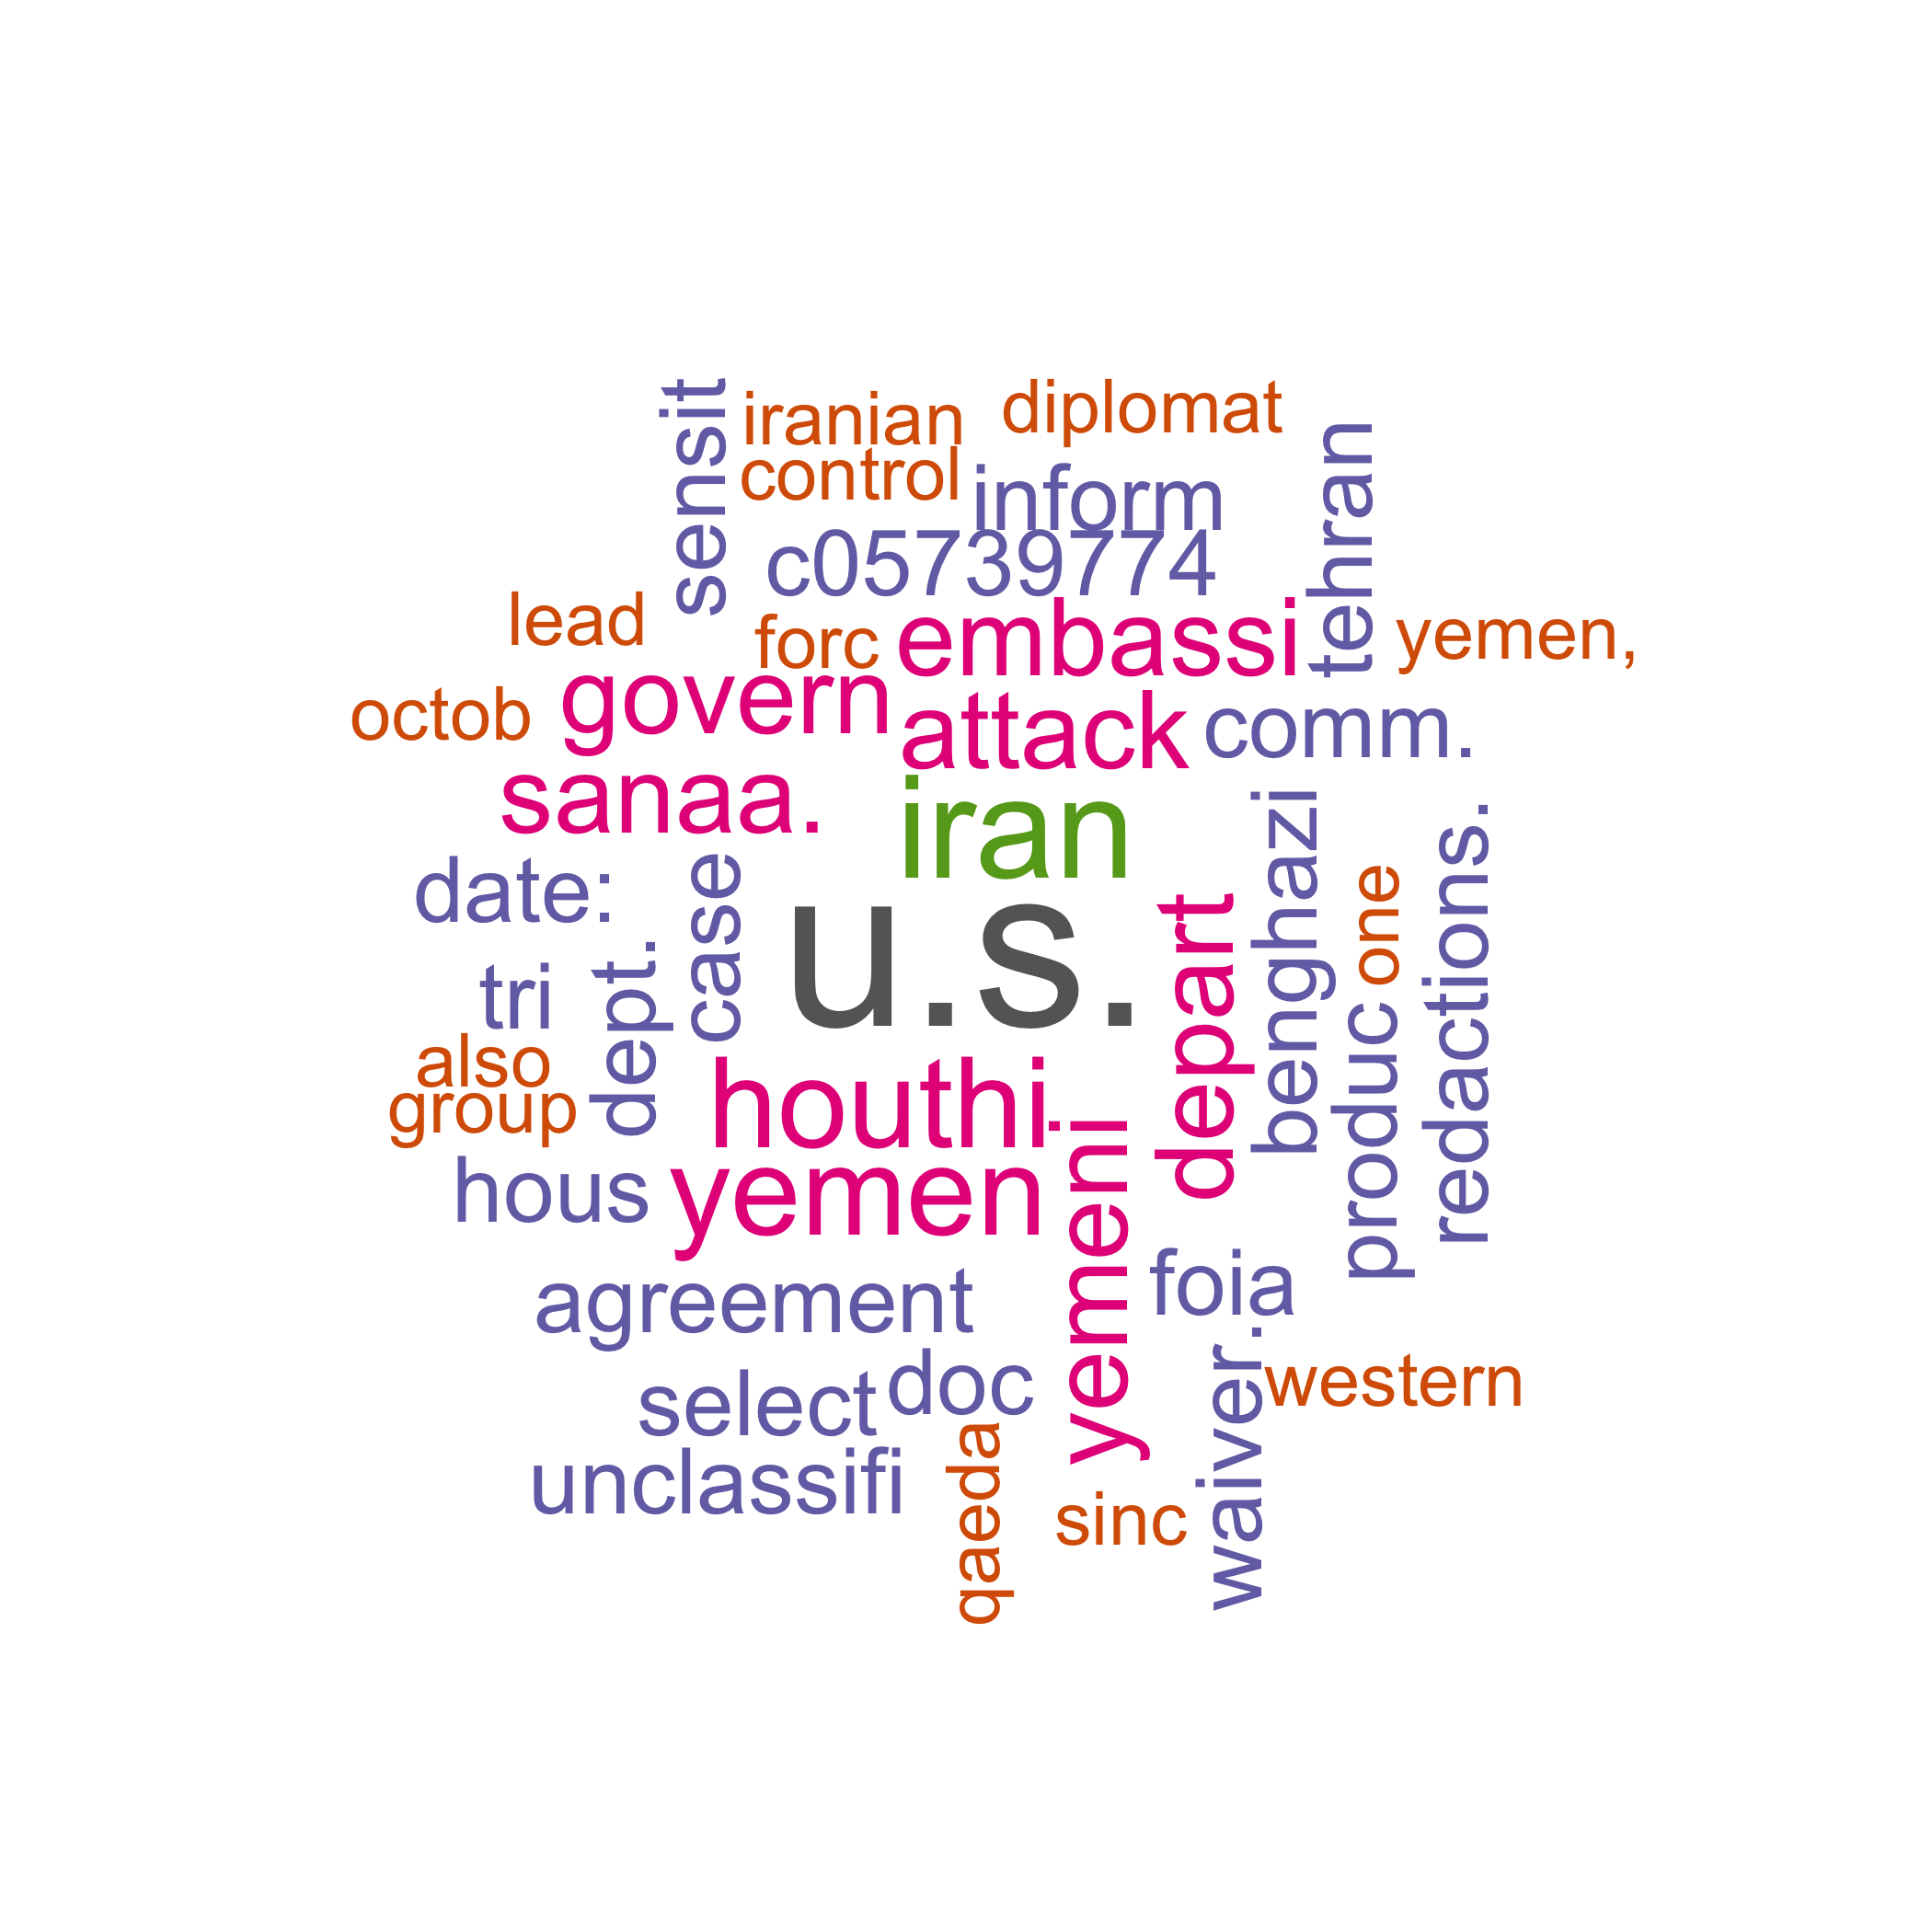 sensit
iranian
diplomat
control
inform
tehran
c05739774
lead
forc
embassi
yemen,
octob
govern
attack
comm.
sanaa.
iran
benghazi
redactions.
date:
case
u.s.
depart
one
tri
dept.
produc
also
group
houthi
yemeni
hous
yemen
foia
agreement
waiver.
select
doc
western
unclassifi
qaeda
sinc